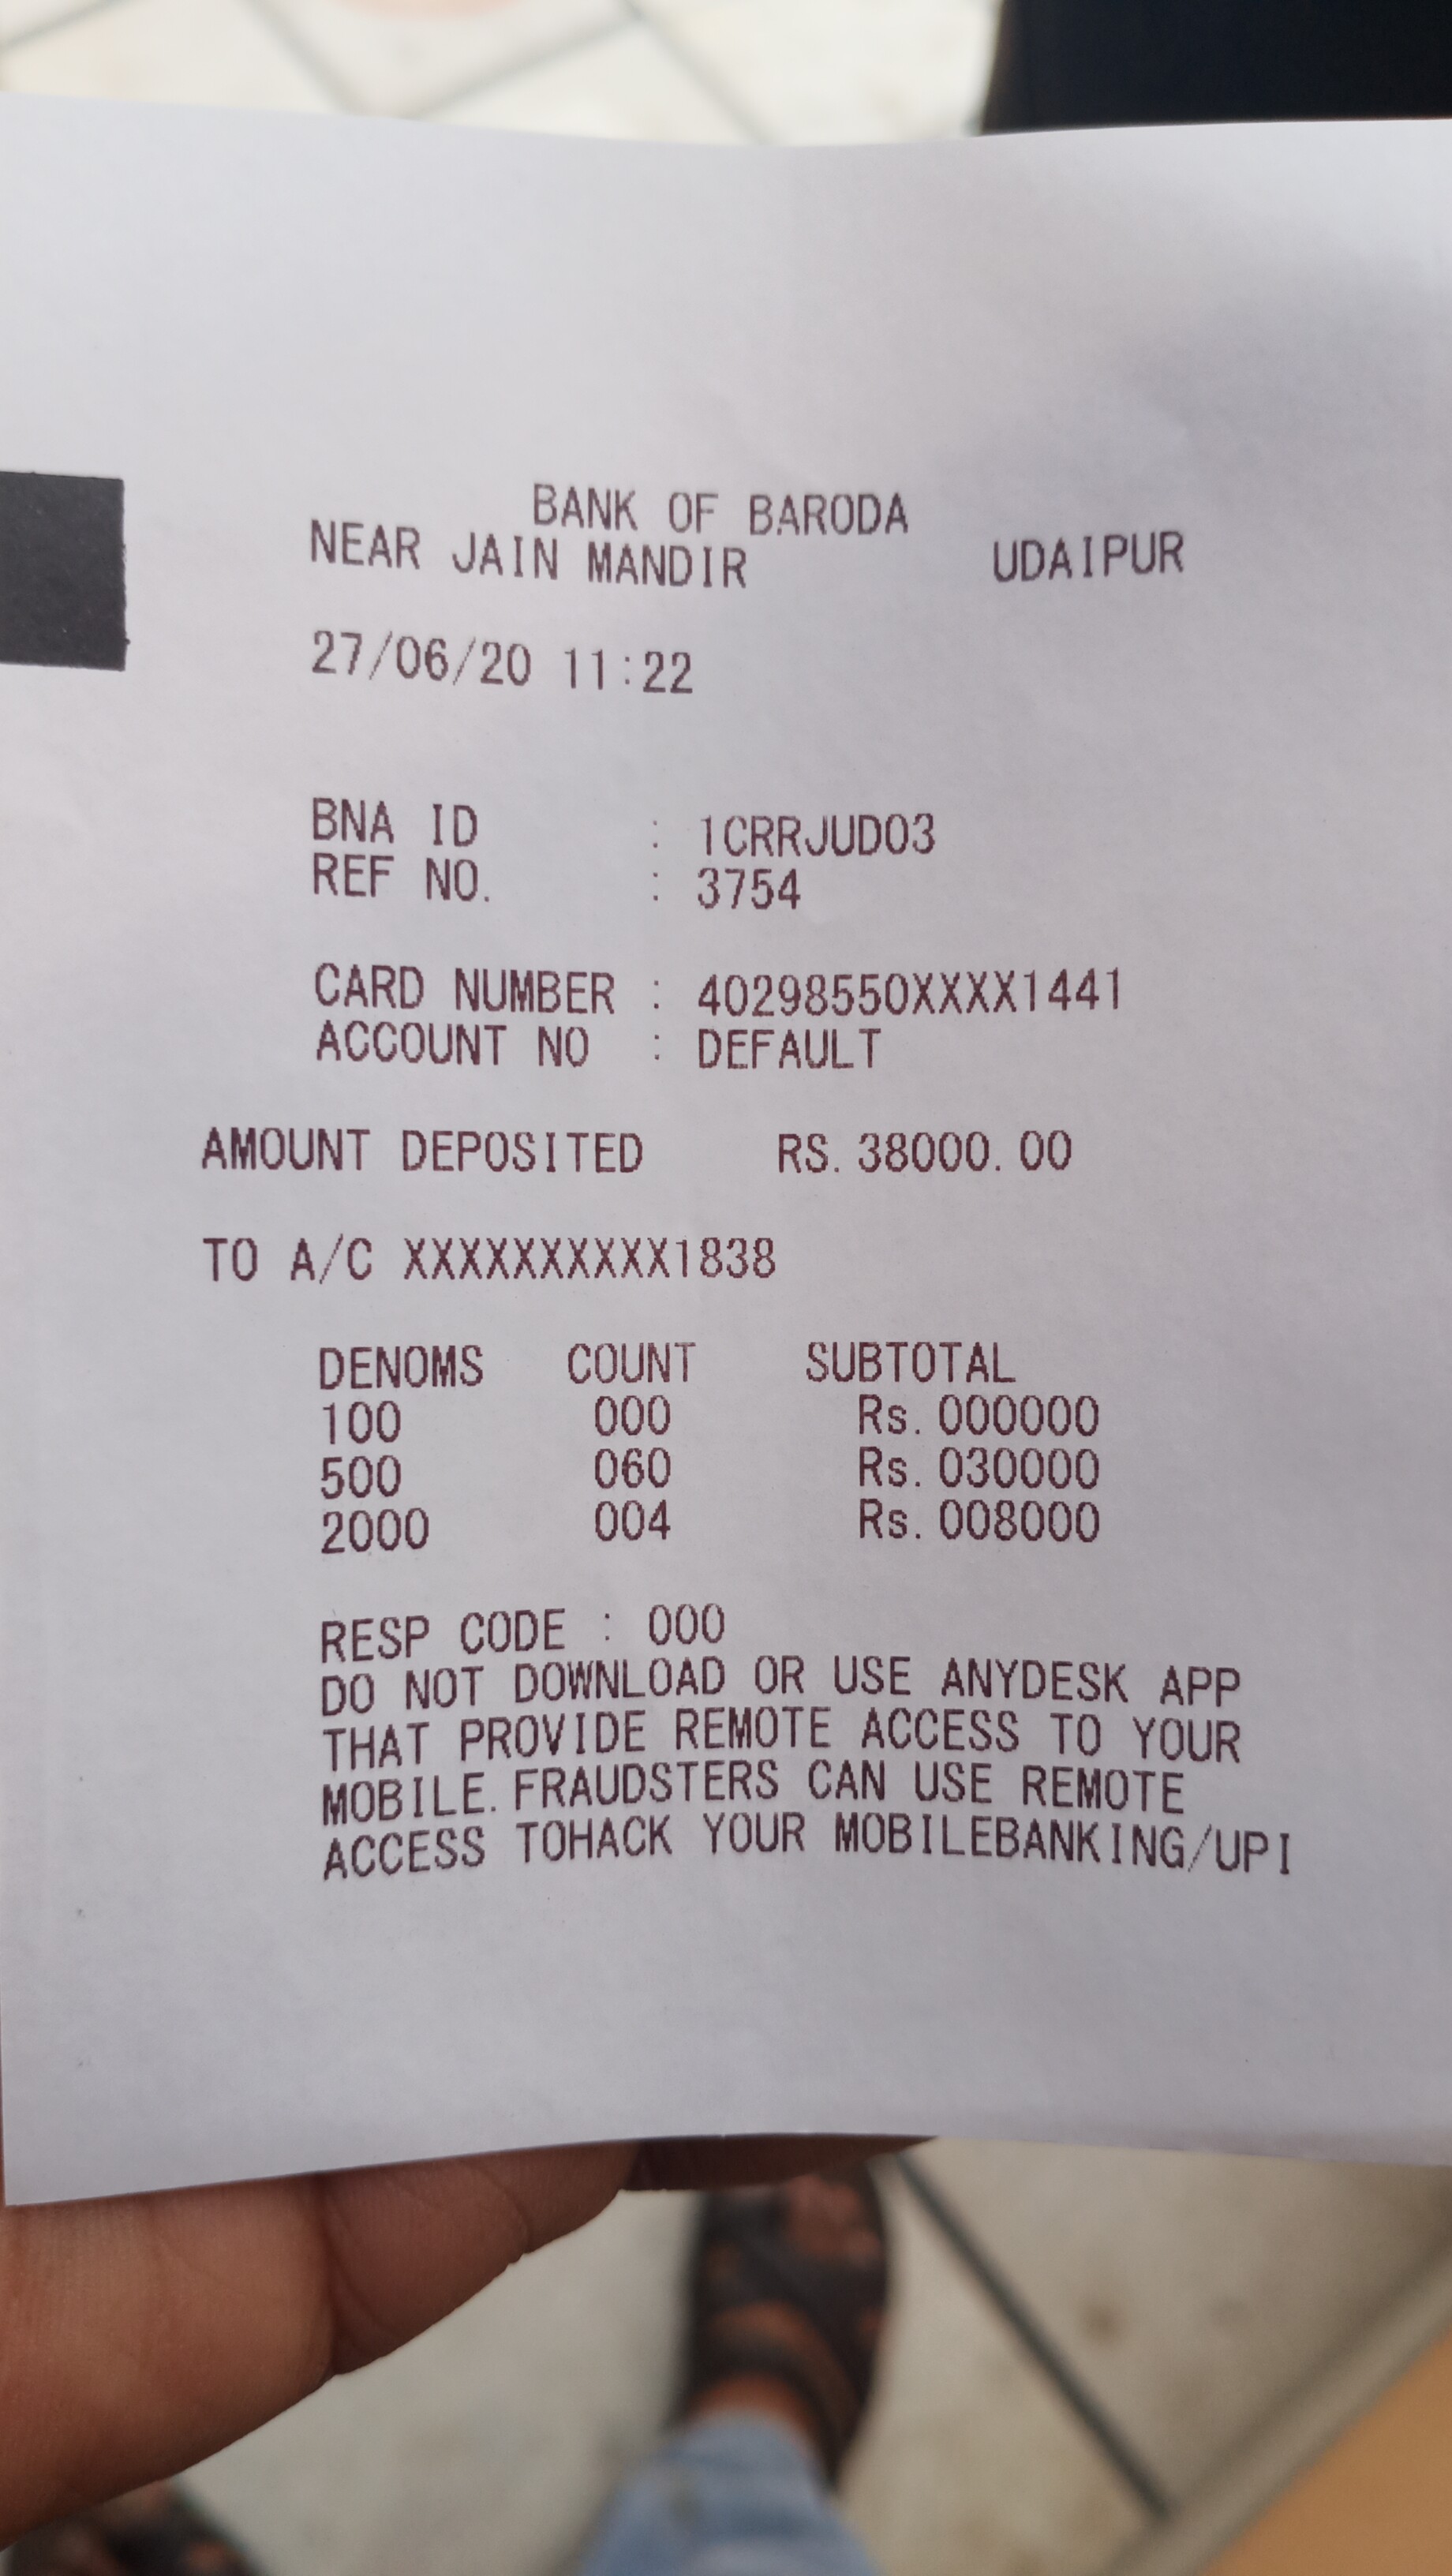 BANK OF BARODA
NEAR JAIN MANDIR UDAIPUR
27/06/20 11:22
BNA ID : 1CRRJUD03
REF NO. : 3754
CARD NUMBER : 40298550XXXX1441
ACCOUNT NO : DEFAULT
AMOUNT DEPOSITED RS.38000.00
TO A/C XXXXXXXXXX1838
DENOMS COUNT SUBTOTAL
100 000 Rs.000000
500 060 Rs.030000
2000 004 Rs.008000
RESP CODE : 000
DO NOT DOWNLOAD OR USE ANYDESK APP
THAT PROVIDE REMOTE ACCESS TO YOUR
MOBILE.FRAUDSTERS CAN USE REMOTE
ACCESS TOHACK YOUR MOBILEBANKING/UPI